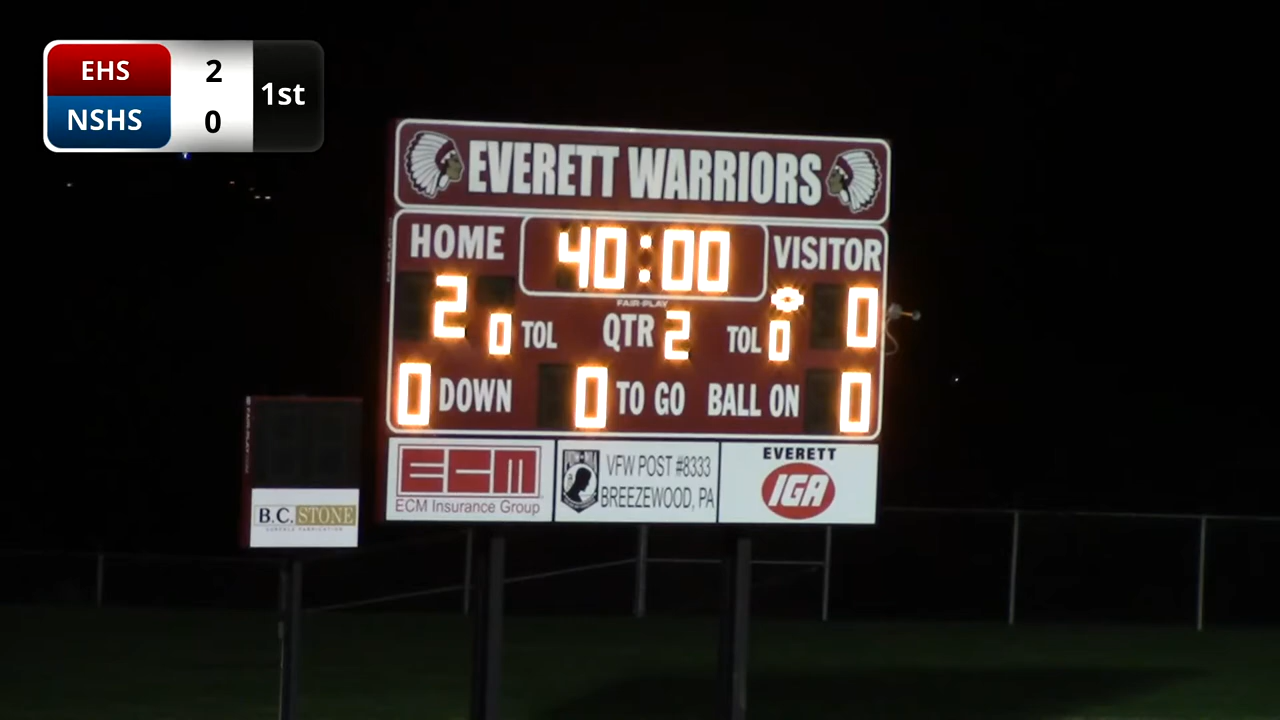 EHS 2
NSHS 0
1st
EVERETT WARRIORS
HOME 40:00 VISITOR
2 0 TOL
FAIR-PLAY
QTR 2
TOL 0 0
0 DOWN 0 TO GO BALL ON 0
ECM
ECM Insurance Group
VFW POST #8333
BREEZEWOOD, PA
EVERETT
IGA
B.C. STONE